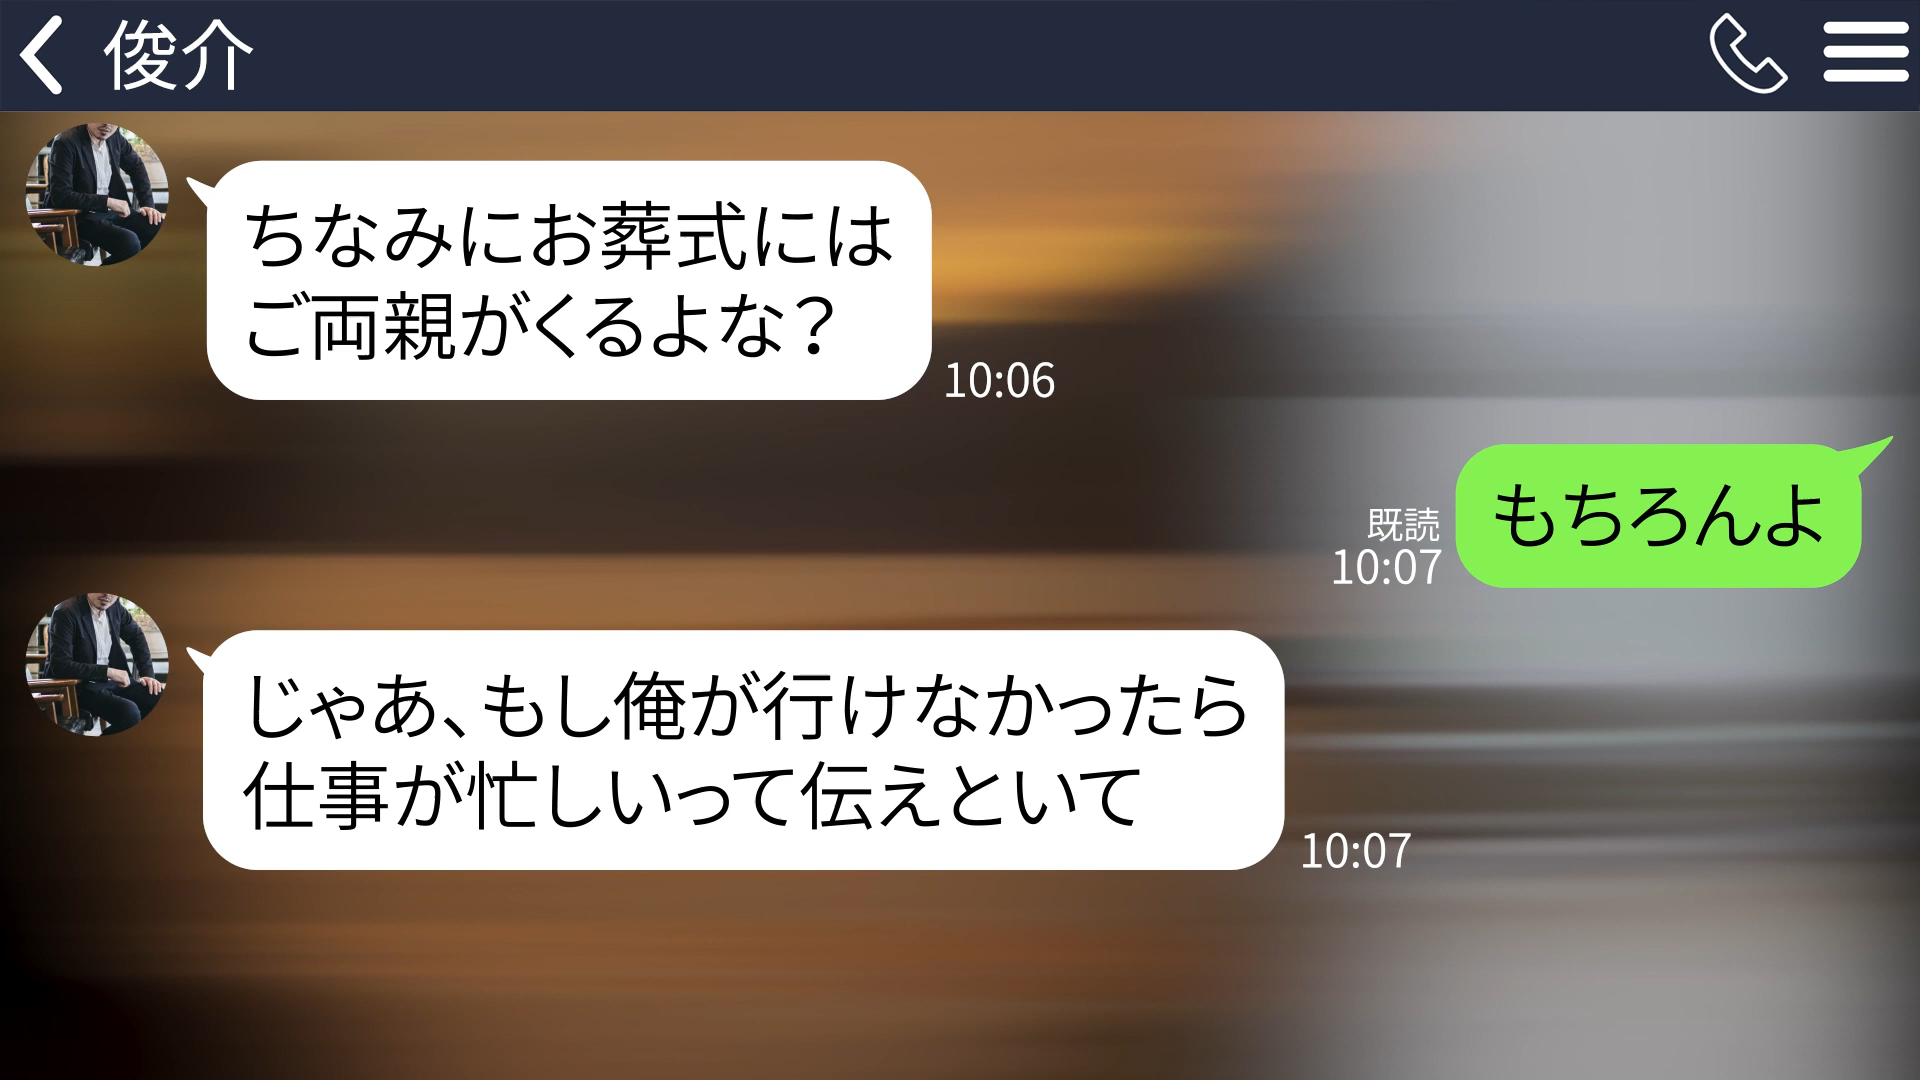 俊介
ちなみにお葬式には
ご両親がくるよな？
10:06
もちろんよ
既読
10:07
じゃあ、もし俺が行けなかったら
仕事が忙しいって伝えといて
10:07